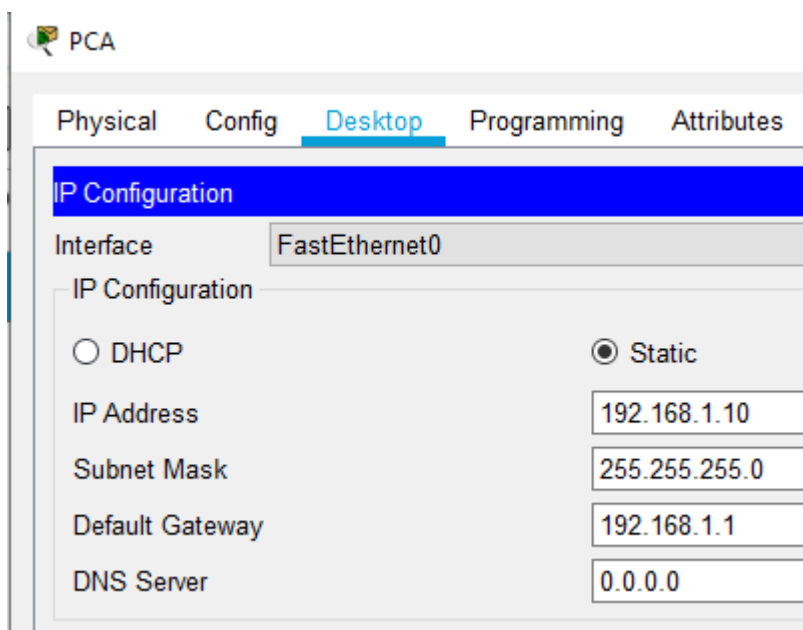 PCA
Physical Config Desktop Programming Attributes
IP Configuration
Interface FastEthernet0
IP Configuration
DHCP Static
IP Address 192.168.1.10
Subnet Mask 255.255.255.0
Default Gateway 192.168.1.1
DNS Server 0.0.0.0